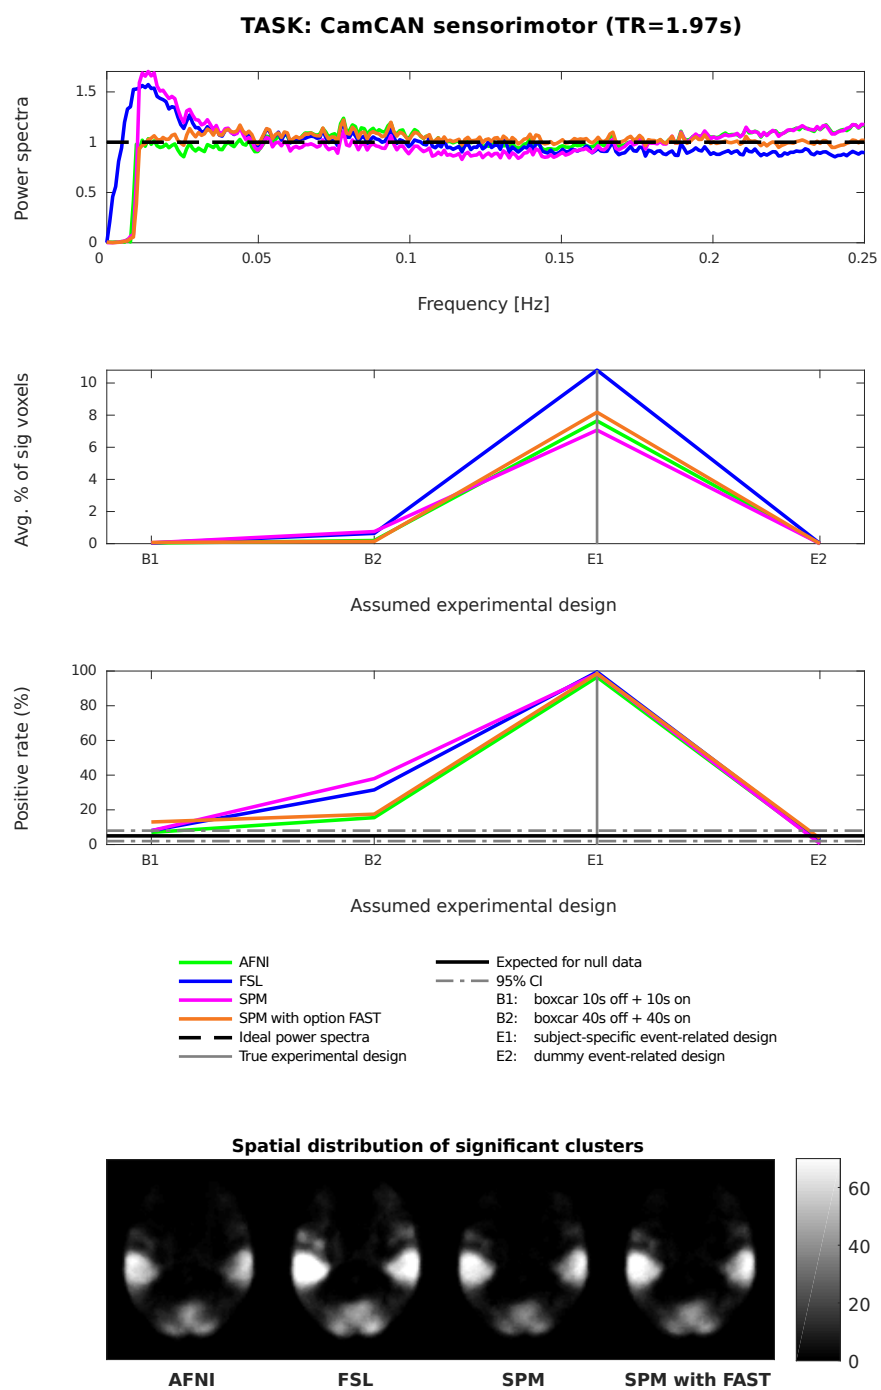 TASK: CamCAN sensorimotor (TR=1.97s)
Power spectra
1.5
1
0.5
0
0 0.05 0.1 0.15 0.2 0.25
Frequency [Hz]
Avg. % of sig voxels
10
8
6
4
2
0
B1 B2 E1 E2
Assumed experimental design
Positive rate (%)
100
80
60
40
20
0
B1 B2 E1 E2
Assumed experimental design
AFNI
FSL
SPM
SPM with option FAST
Ideal power spectra
True experimental design
Expected for null data
95% CI
B1: boxcar 10s off + 10s on
B2: boxcar 40s off + 40s on
E1: subject-specific event-related design
E2: dummy event-related design
Spatial distribution of significant clusters
60
40
20
0
AFNI FSL SPM SPM with FAST